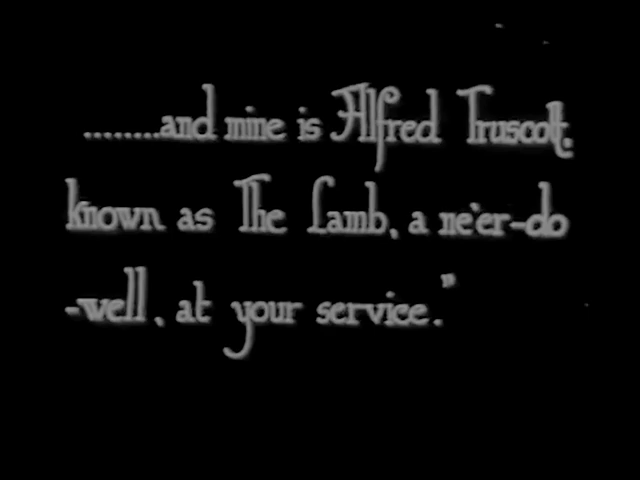 ........and mine is Alfred Truscott,
known as The Lamb, a ne'er-do
-well, at your service."